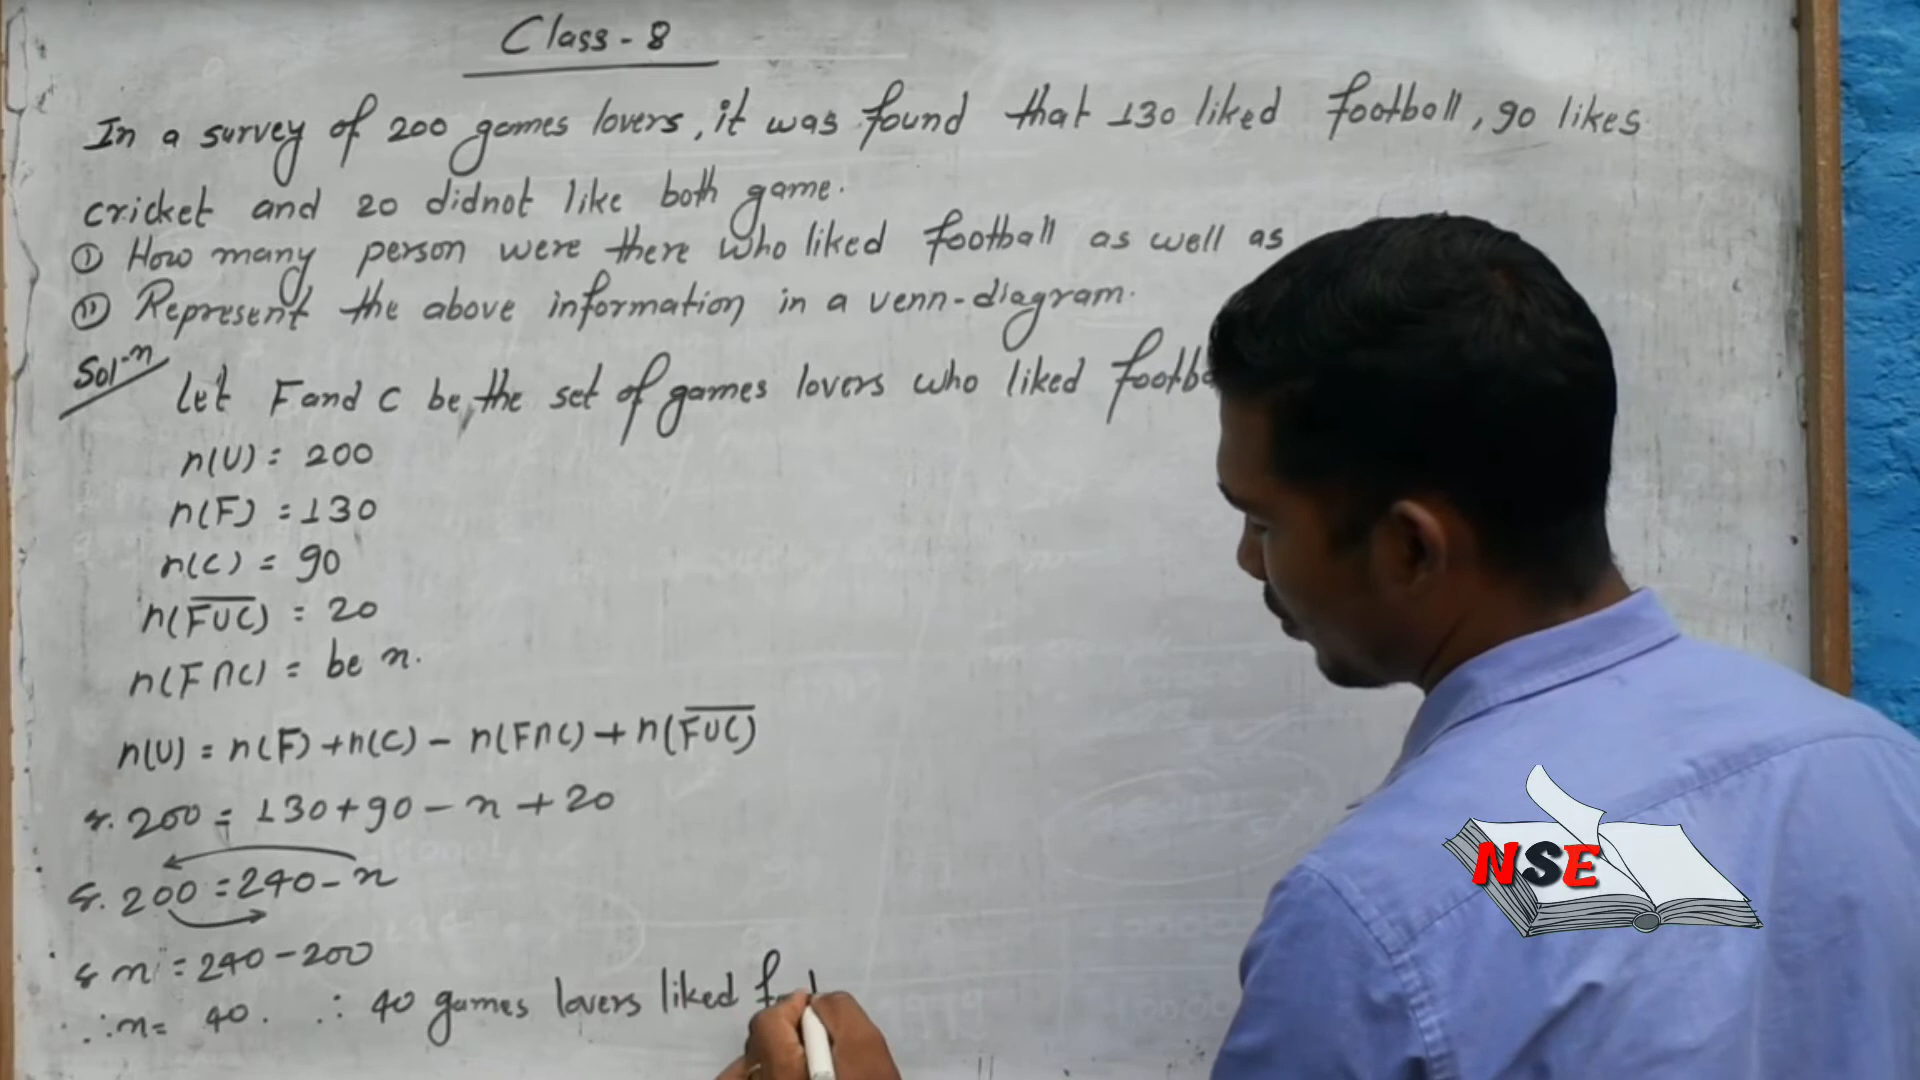 Class - 8
In a survey of 200 games lovers, it was found that 130 liked football, 90 likes
cricket and 20 didnot like both game.
(i) How many person were there who liked football as well as
(ii) Represent the above information in a venn-diagram.
Sol-n
Let F and C be the set of games lovers who liked footba
n(U) = 200
n(F) = 130
n(C) = 90
n(F̅U̅C̅) = 20
n(F∩C) = be x.
n(U) = n(F) + n(C) - n(F∩C) + n(F̅U̅C̅)
200 = 130 + 90 - x + 20
200 = 240 - x
x = 240 - 200
∴ x = 40. ∴ 40 games lovers liked
NSE